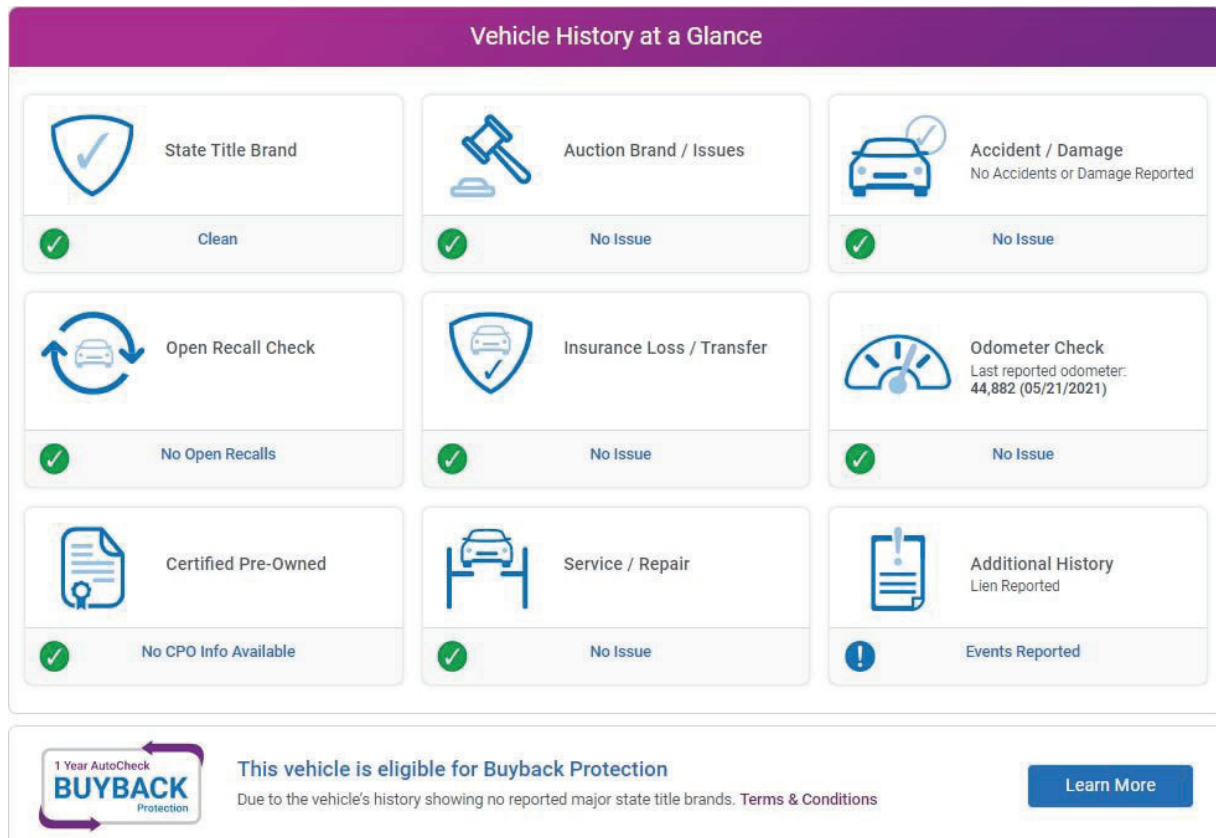 Vehicle History at a Glance
State Title Brand
Clean
Auction Brand / Issues
No Issue
Accident / Damage
No Accidents or Damage Reported
No Issue
Open Recall Check
No Open Recalls
Insurance Loss / Transfer
No Issue
Odometer Check
Last reported odometer:
44,882 (05/21/2021)
No Issue
Certified Pre-Owned
No CPO Info Available
Service / Repair
No Issue
Additional History
Lien Reported
Events Reported
1 Year AutoCheck
BUYBACK
Protection
This vehicle is eligible for Buyback Protection
Due to the vehicle's history showing no reported major state title brands. Terms & Conditions
Learn More